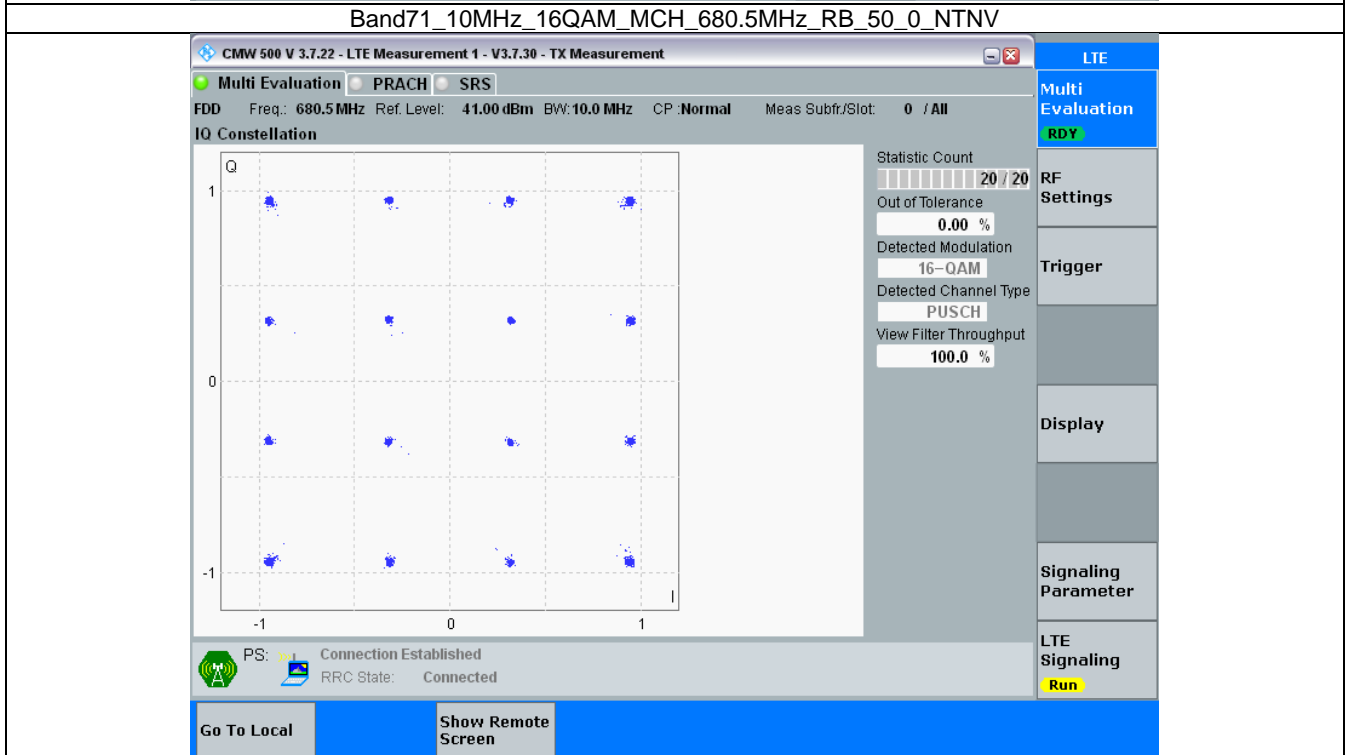 Band71_10MHz_16QAM_MCH_680.5MHz_RB_50_0_NTNV
CMW 500 V 3.7.22 - LTE Measurement 1 - V3.7.30 - TX Measurement
LTE
Multi Evaluation PRACH SRS
Multi
Evaluation
RDY
FDD Freq.: 680.5 MHz Ref. Level: 41.00 dBm BW: 10.0 MHz CP : Normal Meas Subfr./Slot: 0 / All
IQ Constellation
Q
1
0
-1
I
-1 0 1
Statistic Count
20 / 20
Out of Tolerance
0.00 %
Detected Modulation
16-QAM
Detected Channel Type
PUSCH
View Filter Throughput
100.0 %
RF
Settings
Trigger
Display
Signaling
Parameter
LTE
Signaling
Run
PS: Connection Established
RRC State: Connected
Go To Local
Show Remote
Screen